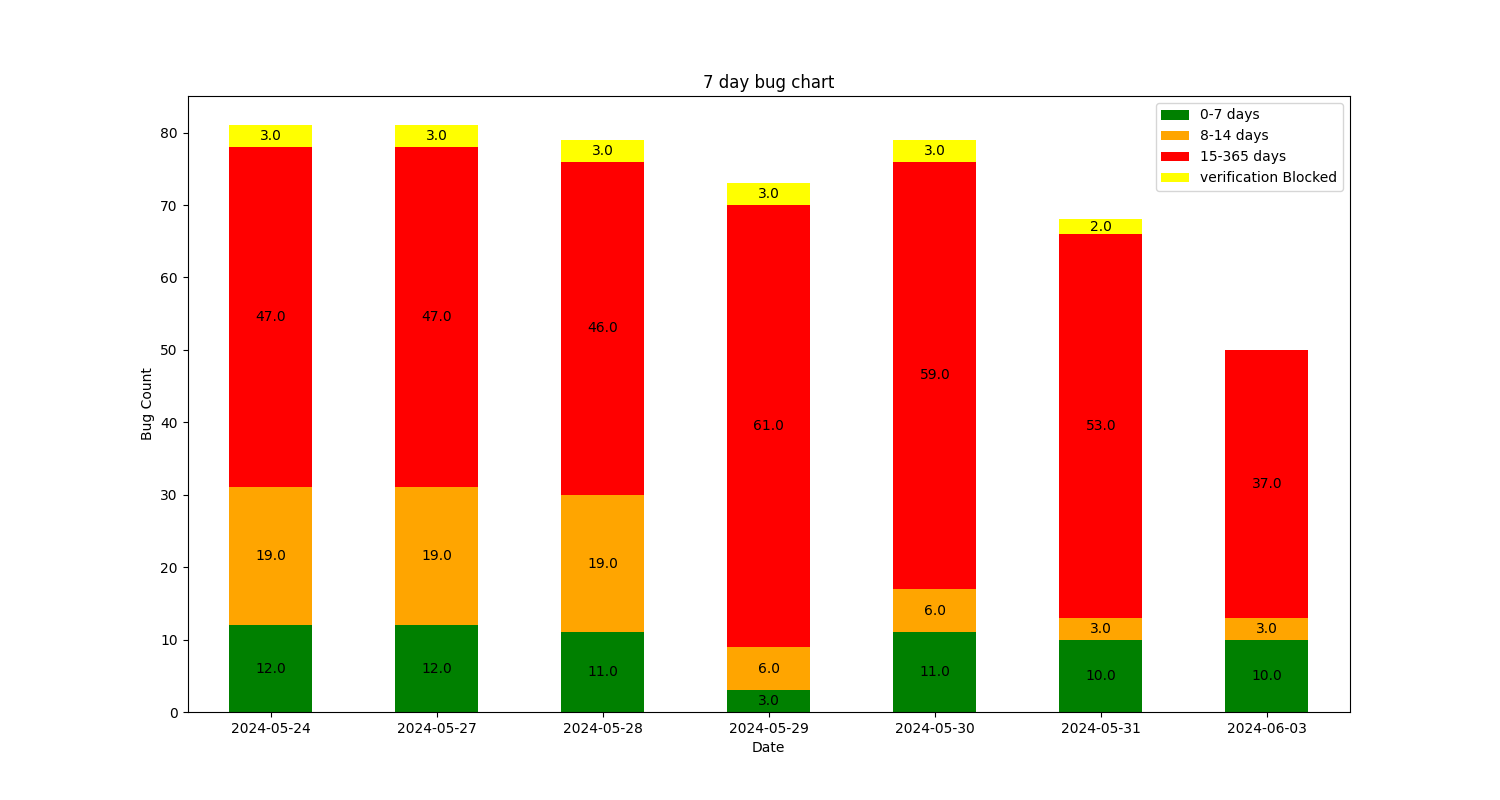 7 day bug chart
0-7 days
8-14 days
15-365 days
verification Blocked
Bug Count
80
70
60
50
40
30
20
10
0
3.0 3.0 3.0 3.0 3.0 2.0
47.0 47.0 46.0 61.0 59.0 53.0 37.0
19.0 19.0 19.0 6.0 6.0 3.0 3.0
12.0 12.0 11.0 3.0 11.0 10.0 10.0
2024-05-24 2024-05-27 2024-05-28 2024-05-29 2024-05-30 2024-05-31 2024-06-03
Date